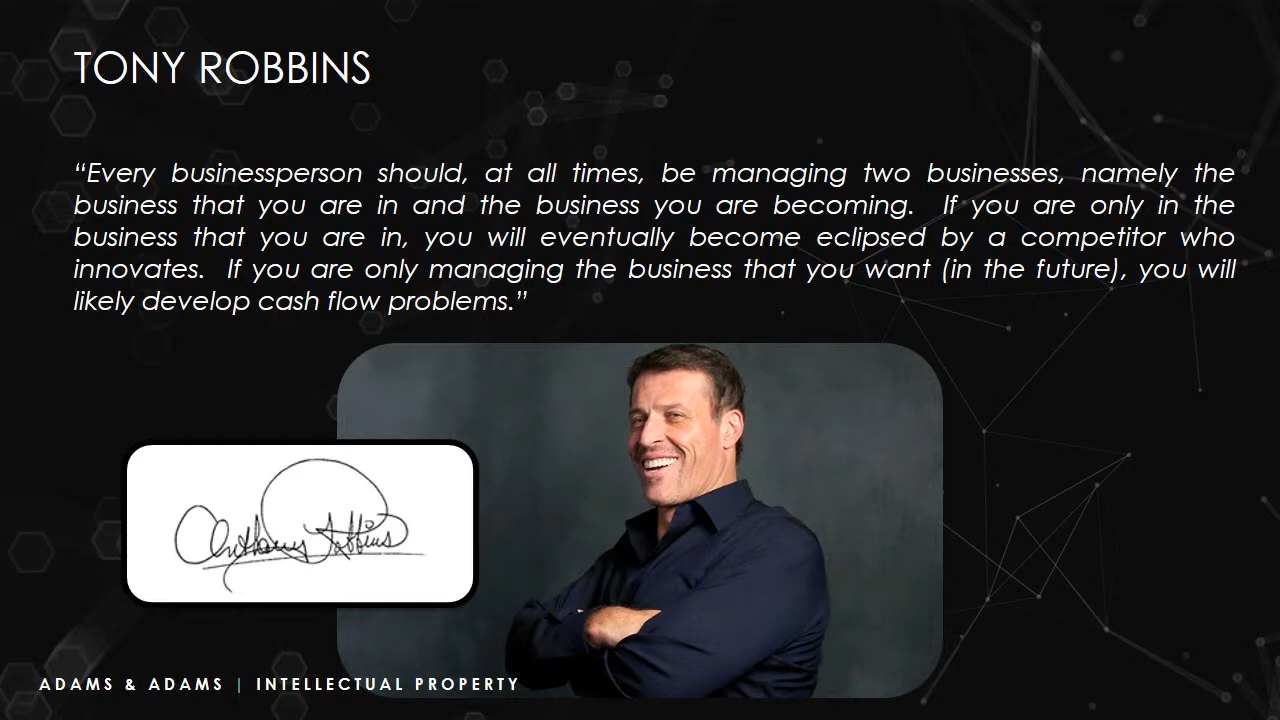 TONY ROBBINS
“Every businessperson should, at all times, be managing two businesses, namely the
business that you are in and the business you are becoming.  If you are only in the
business that you are in, you will eventually become eclipsed by a competitor who
innovates.  If you are only managing the business that you want (in the future), you will
likely develop cash flow problems.”
Anthony Robbins
ADAMS & ADAMS | INTELLECTUAL PROPERTY